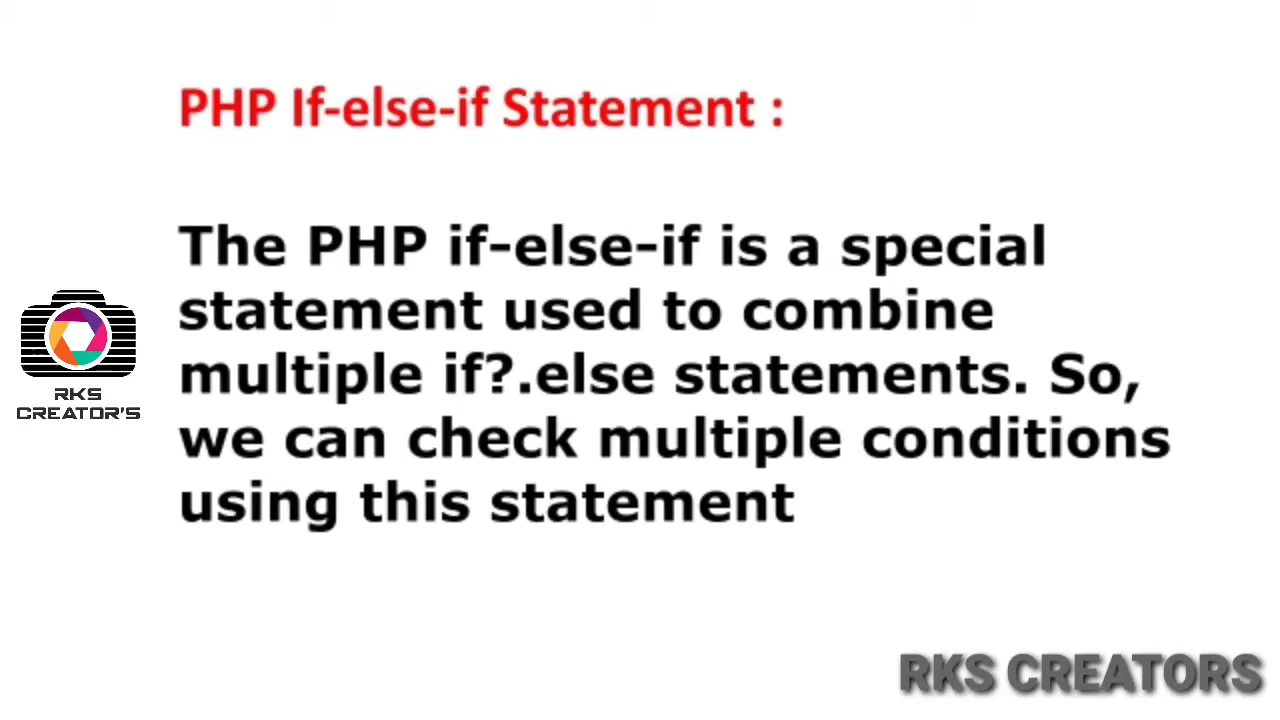 PHP If-else-if Statement :
The PHP if-else-if is a special
statement used to combine
multiple if?.else statements. So,
we can check multiple conditions
using this statement
RKS
CREATOR'S
RKS CREATORS